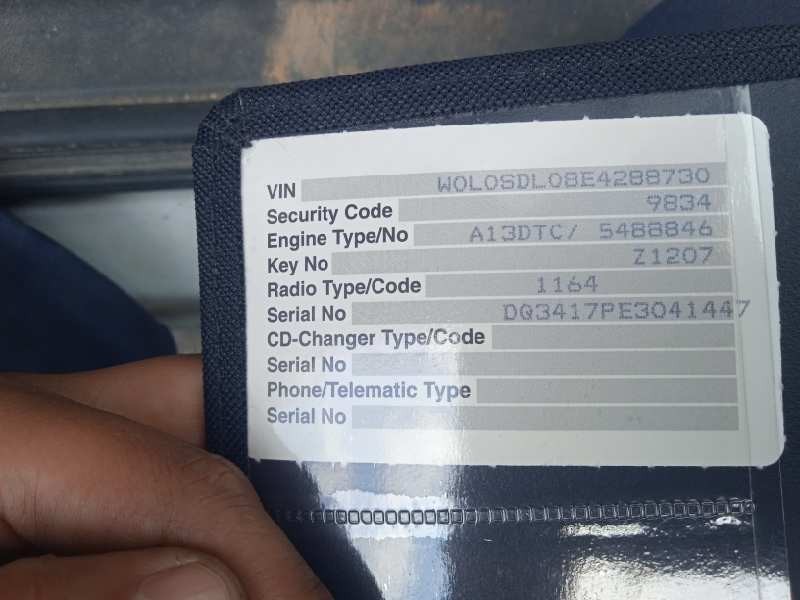 VIN W0L0SDL08E4288730
Security Code 9834
Engine Type/No A13DTC/ 5488846
Key No Z1207
Radio Type/Code 1164
Serial No DQ3417PE3041447
CD-Changer Type/Code
Serial No
Phone/Telematic Type
Serial No